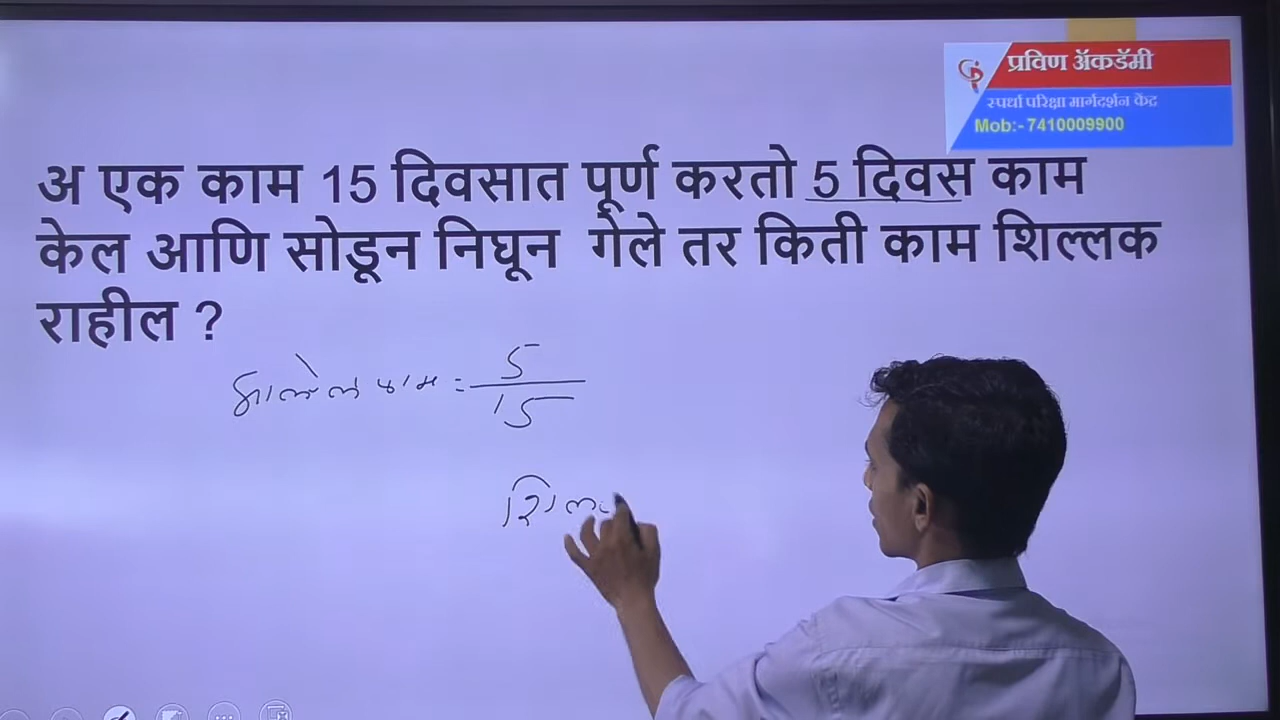 प्रविण ॲकडॅमी
स्पर्धा परिक्षा मार्गदर्शन केंद्र
Mob:- 7410009900
अ एक काम 15 दिवसात पूर्ण करतो 5 दिवस काम
केल आणि सोडून निघून गेले तर किती काम शिल्लक
राहील ?
झालेले काम = 5/15
शिल